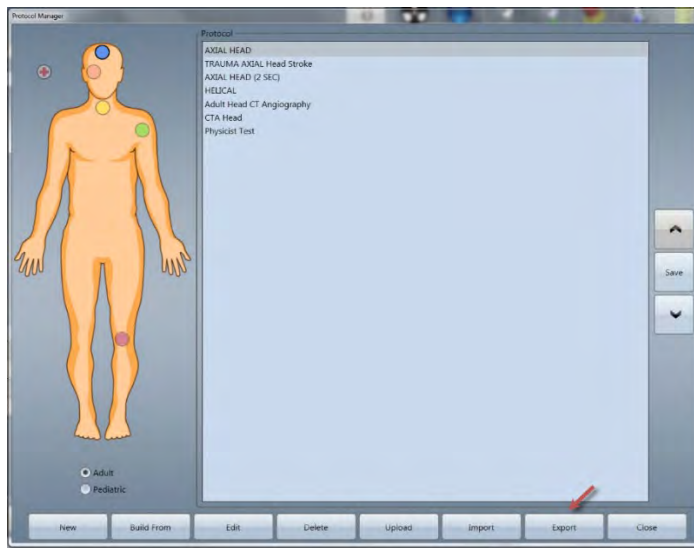 Protocol Manager
Protocol
AXIAL HEAD
TRAUMA AXIAL Head Stroke
AXIAL HEAD (2 SEC)
HELICAL
Adult Head CT Angiography
CTA Head
Physicist Test
Save
Adult
Pediatric
New
Build From
Edit
Delete
Upload
Import
Export
Close